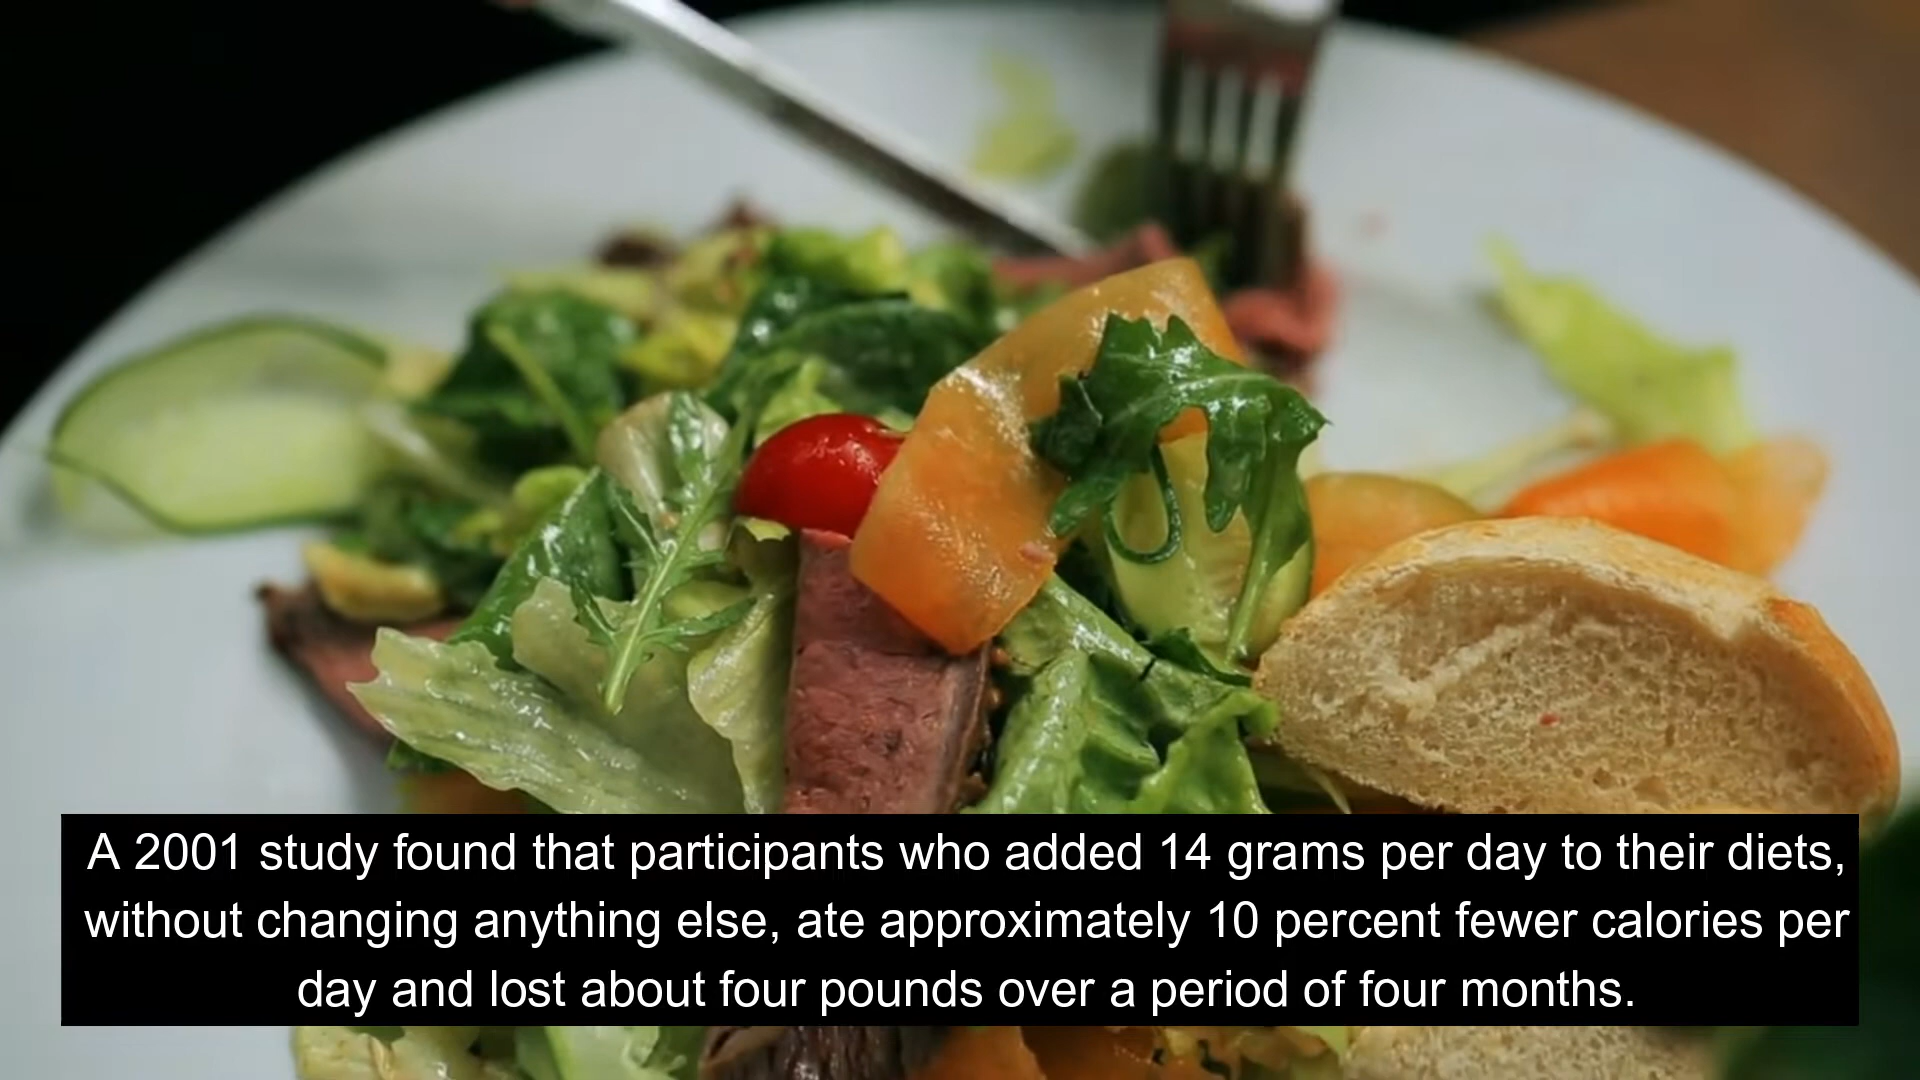 A 2001 study found that participants who added 14 grams per day to their diets,
without changing anything else, ate approximately 10 percent fewer calories per
day and lost about four pounds over a period of four months.